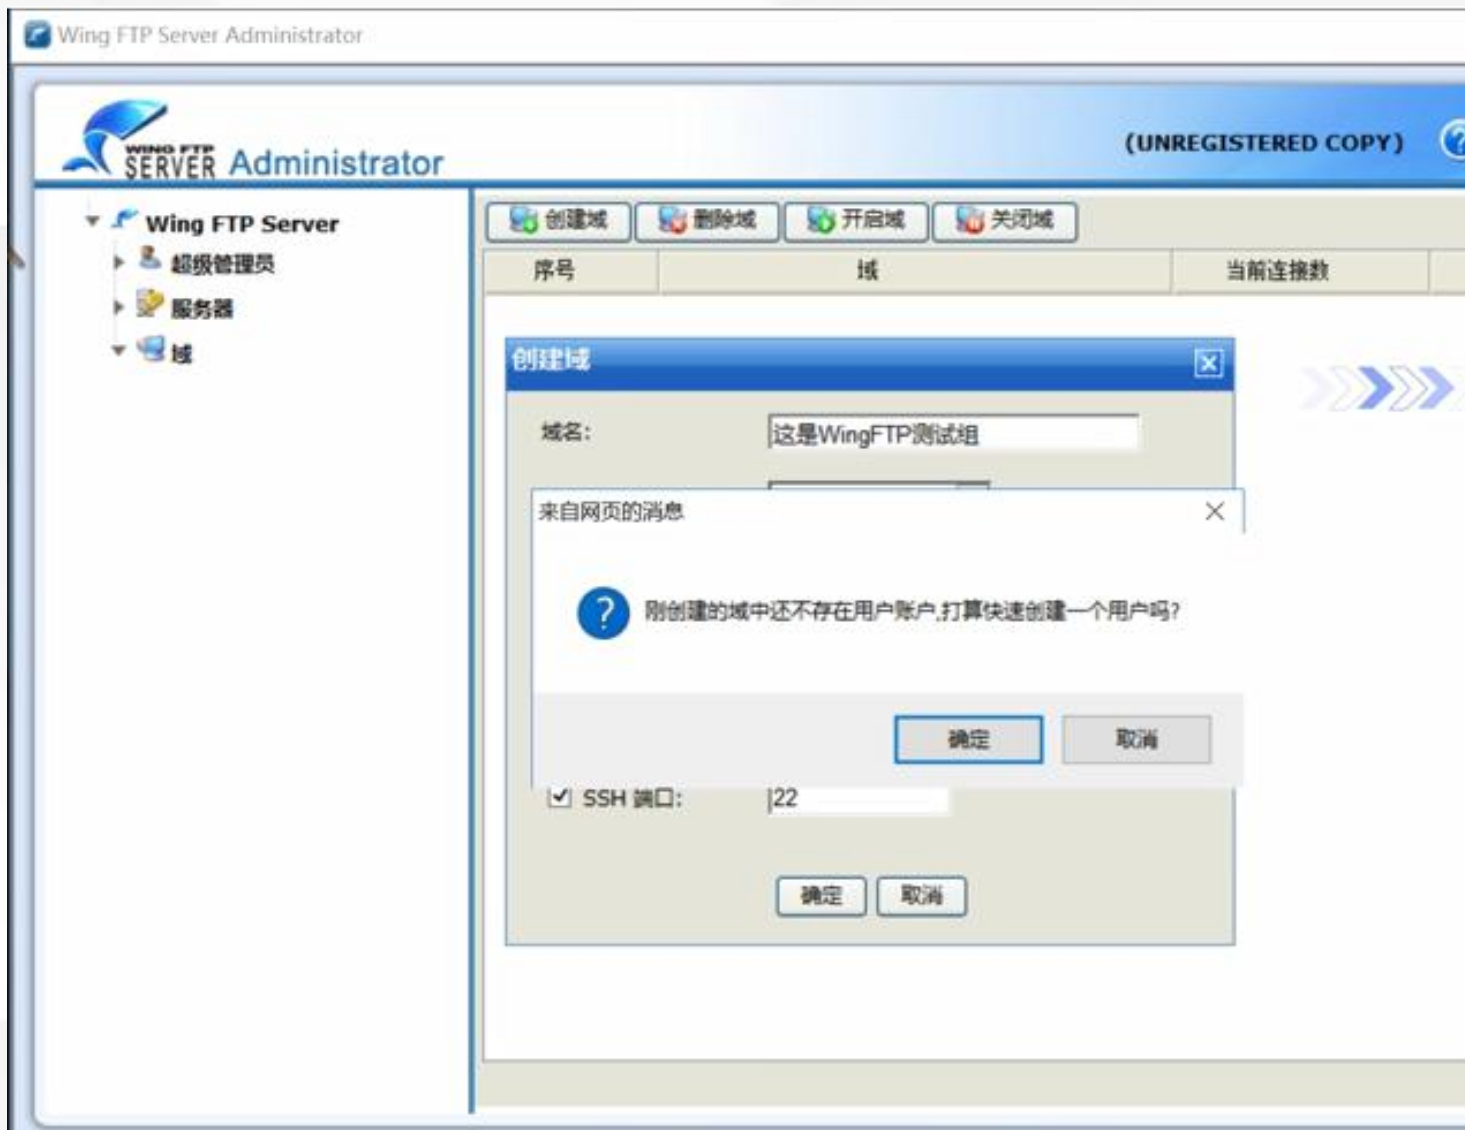 Wing FTP Server Administrator
WING FTP
SERVER Administrator
(UNREGISTERED COPY)
Wing FTP Server
超级管理员
服务器
域
创建域 删除域 开启域 关闭域
序号 域 当前连接数
创建域
域名: 这是WingFTP测试组
来自网页的消息
刚创建的域中还不存在用户账户,打算快速创建一个用户吗?
确定 取消
SSH 端口: 22
确定 取消